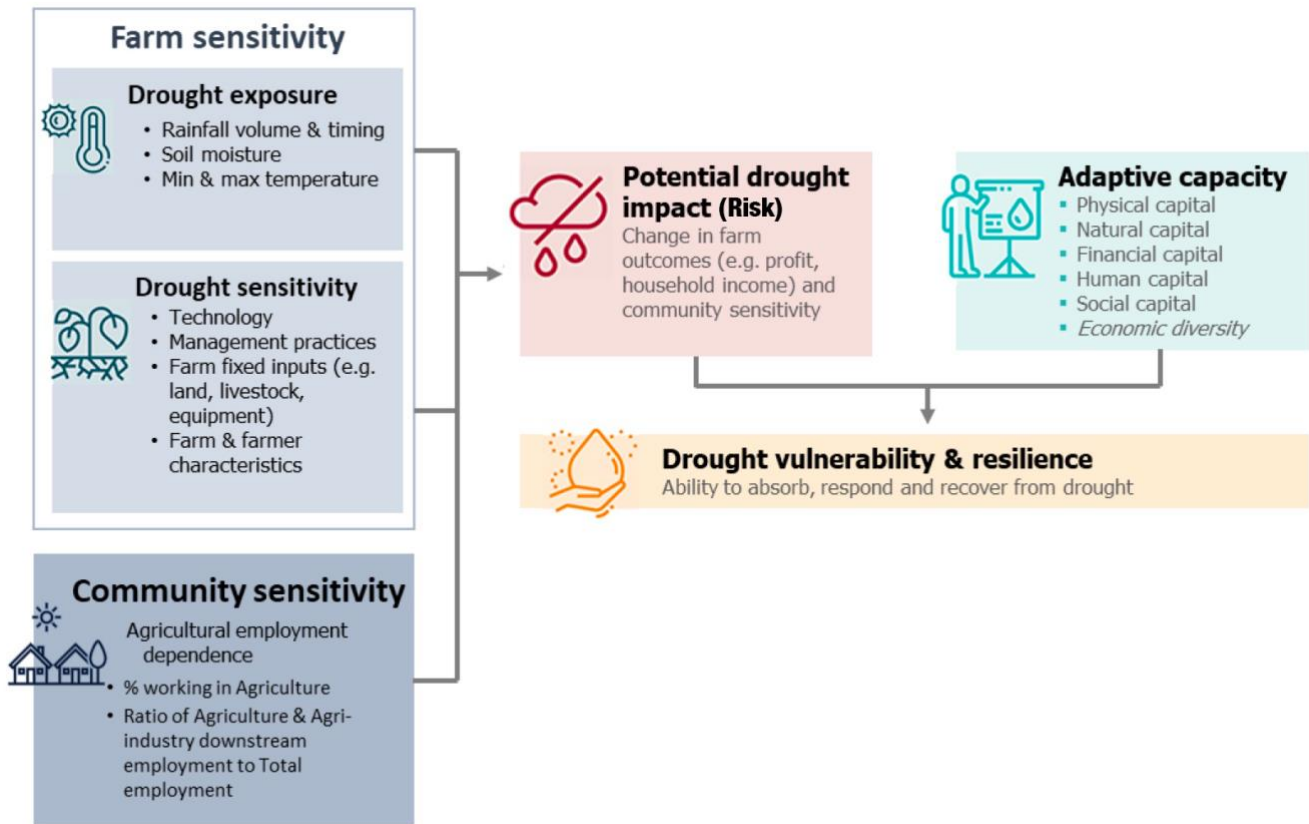 Farm sensitivity
Drought exposure
• Rainfall volume & timing
• Soil moisture
• Min & max temperature
Drought sensitivity
• Technology
• Management practices
• Farm fixed inputs (e.g.
land, livestock,
equipment)
• Farm & farmer
characteristics
Community sensitivity
Agricultural employment
dependence
• % working in Agriculture
• Ratio of Agriculture & Agri-
industry downstream
employment to Total
employment
Potential drought
impact (Risk)
Change in farm
outcomes (e.g. profit,
household income) and
community sensitivity
Adaptive capacity
▪ Physical capital
▪ Natural capital
▪ Financial capital
▪ Human capital
▪ Social capital
▪ Economic diversity
Drought vulnerability & resilience
Ability to absorb, respond and recover from drought